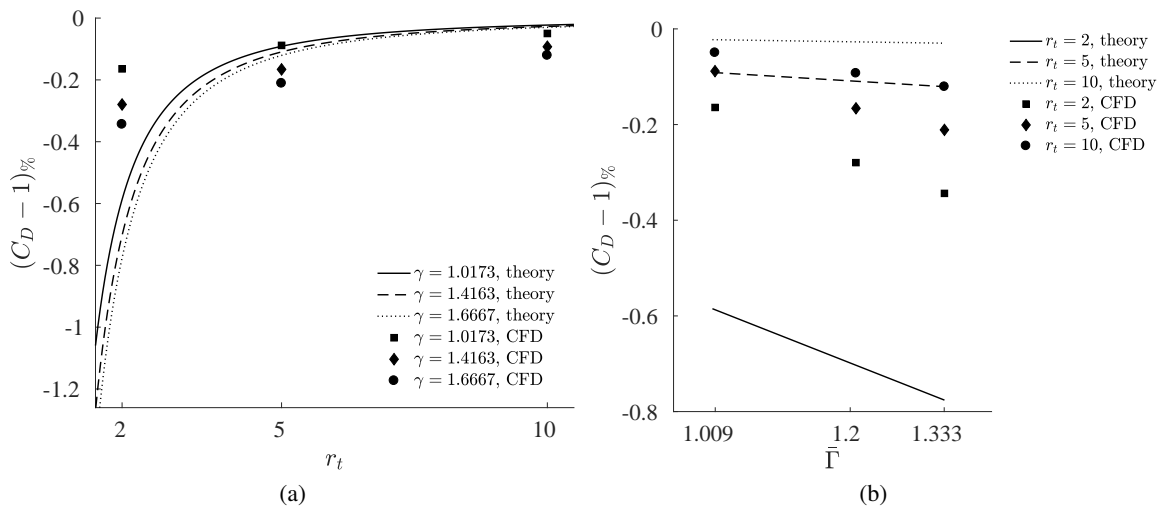 0
-0.2
-0.4
-0.6
-0.8
-1
-1.2
(C_D − 1)_%
γ = 1.0173, theory
γ = 1.4163, theory
γ = 1.6667, theory
γ = 1.0173, CFD
γ = 1.4163, CFD
γ = 1.6667, CFD
2 5 10
r_t
(a)
0
-0.2
-0.4
-0.6
-0.8
(C_D − 1)_%
r_t = 2, theory
r_t = 5, theory
r_t = 10, theory
r_t = 2, CFD
r_t = 5, CFD
r_t = 10, CFD
1.009 1.2 1.333
Γ̄
(b)